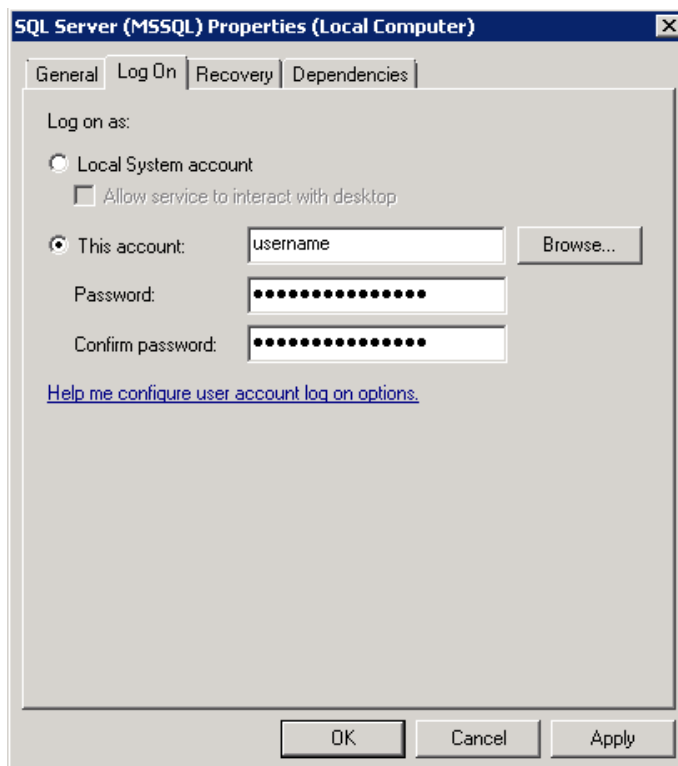 SQL Server (MSSQL) Properties (Local Computer)
General Log On Recovery Dependencies
Log on as:
Local System account
Allow service to interact with desktop
This account: username Browse...
Password: ●●●●●●●●●●●●●●●
Confirm password: ●●●●●●●●●●●●●●●
Help me configure user account log on options.
OK Cancel Apply